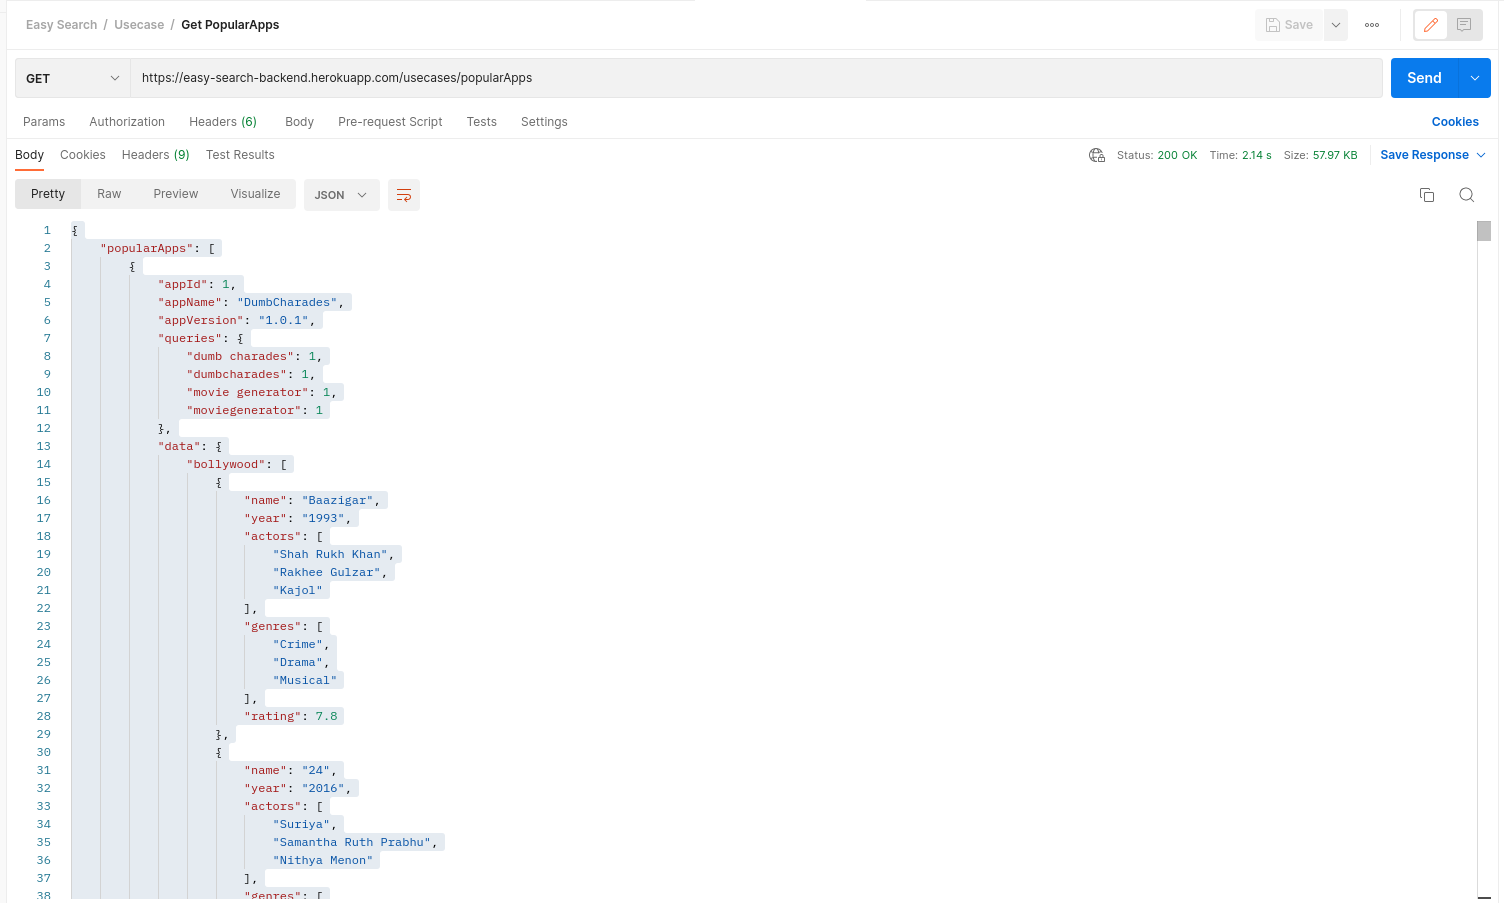 Easy Search / Usecase / Get PopularApps
Save
GET https://easy-search-backend.herokuapp.com/usecases/popularApps Send
Params Authorization Headers (6) Body Pre-request Script Tests Settings Cookies
Body Cookies Headers (9) Test Results Status: 200 OK Time: 2.14 s Size: 57.97 KB Save Response
Pretty Raw Preview Visualize JSON
1 {
2 "popularApps": [
3 {
4 "appId": 1,
5 "appName": "DumbCharades",
6 "appVersion": "1.0.1",
7 "queries": {
8 "dumb charades": 1,
9 "dumbcharades": 1,
10 "movie generator": 1,
11 "moviegenerator": 1
12 },
13 "data": {
14 "bollywood": [
15 {
16 "name": "Baazigar",
17 "year": "1993",
18 "actors": [
19 "Shah Rukh Khan",
20 "Rakhee Gulzar",
21 "Kajol"
22 ],
23 "genres": [
24 "Crime",
25 "Drama",
26 "Musical"
27 ],
28 "rating": 7.8
29 },
30 {
31 "name": "24",
32 "year": "2016",
33 "actors": [
34 "Suriya",
35 "Samantha Ruth Prabhu",
36 "Nithya Menon"
37 ],
38 "genres": [